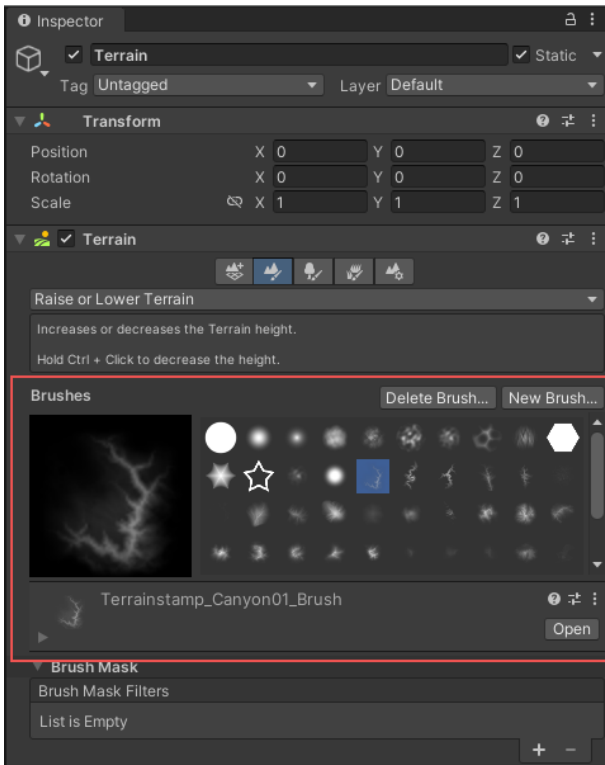 Inspector
Terrain Static
Tag Untagged Layer Default
Transform
Position X 0 Y 0 Z 0
Rotation X 0 Y 0 Z 0
Scale X 1 Y 1 Z 1
Terrain
Raise or Lower Terrain
Increases or decreases the Terrain height.
Hold Ctrl + Click to decrease the height.
Brushes Delete Brush... New Brush...
Terrainstamp_Canyon01_Brush
Open
Brush Mask
Brush Mask Filters
List is Empty